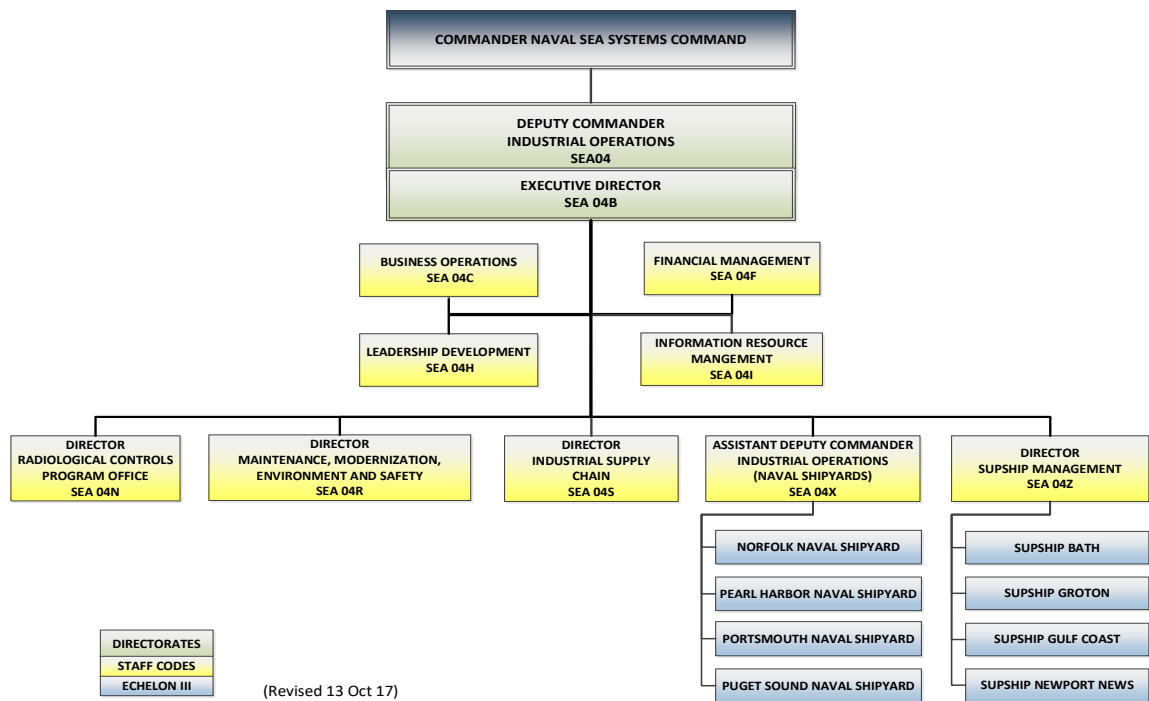 COMMANDER NAVAL SEA SYSTEMS COMMAND
DEPUTY COMMANDER
INDUSTRIAL OPERATIONS
SEA04
EXECUTIVE DIRECTOR
SEA 04B
BUSINESS OPERATIONS
SEA 04C
FINANCIAL MANAGEMENT
SEA 04F
LEADERSHIP DEVELOPMENT
SEA 04H
INFORMATION RESOURCE
MANGEMENT
SEA 04I
DIRECTOR
RADIOLOGICAL CONTROLS
PROGRAM OFFICE
SEA 04N
DIRECTOR
MAINTENANCE, MODERNIZATION,
ENVIRONMENT AND SAFETY
SEA 04R
DIRECTOR
INDUSTRIAL SUPPLY
CHAIN
SEA 04S
ASSISTANT DEPUTY COMMANDER
INDUSTRIAL OPERATIONS
(NAVAL SHIPYARDS)
SEA 04X
DIRECTOR
SUPSHIP MANAGEMENT
SEA 04Z
NORFOLK NAVAL SHIPYARD
PEARL HARBOR NAVAL SHIPYARD
PORTSMOUTH NAVAL SHIPYARD
PUGET SOUND NAVAL SHIPYARD
SUPSHIP BATH
SUPSHIP GROTON
SUPSHIP GULF COAST
SUPSHIP NEWPORT NEWS
DIRECTORATES
STAFF CODES
ECHELON III
(Revised 13 Oct 17)